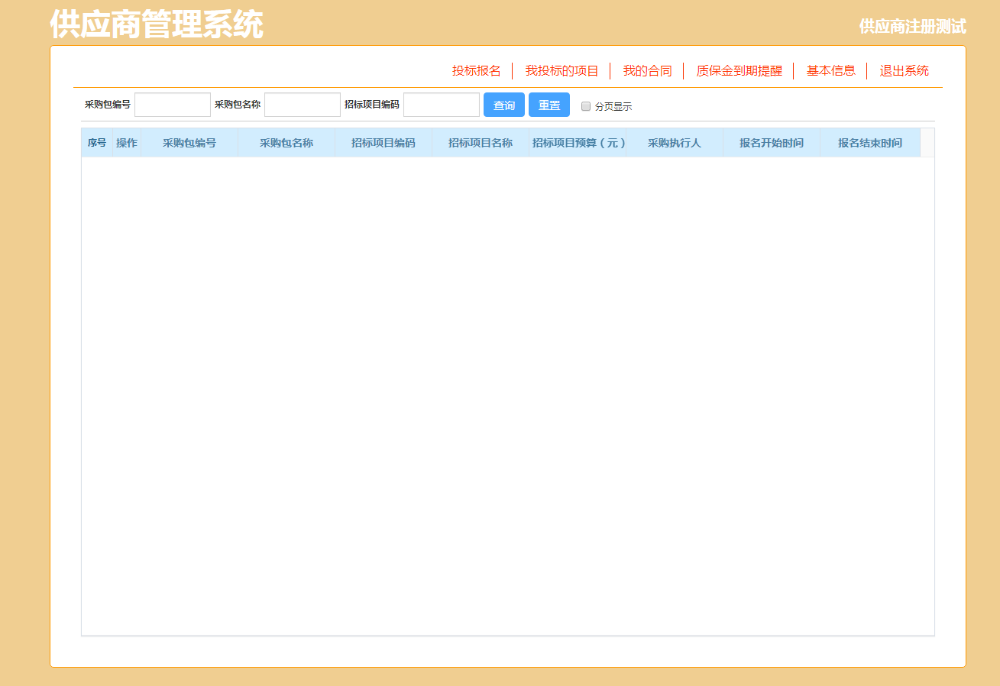 供应商管理系统
供应商注册测试
投标报名 我投标的项目 我的合同 质保金到期提醒 基本信息 退出系统
采购包编号 采购包名称 招标项目编码 查询 重置 分页显示
序号 操作 采购包编号 采购包名称 招标项目编码 招标项目名称 招标项目预算（元） 采购执行人 报名开始时间 报名结束时间